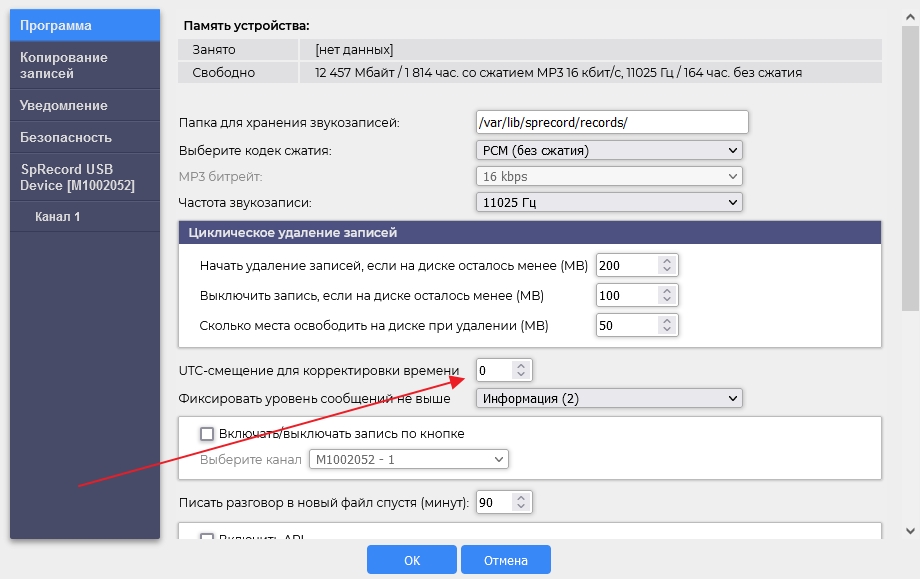 Программа
Копирование
записей
Уведомление
Безопасность
SpRecord USB
Device [M1002052]
Канал 1
Память устройства:
Занято [нет данных]
Свободно 12 457 Мбайт / 1 814 час. со сжатием MP3 16 кбит/с, 11025 Гц / 164 час. без сжатия
Папка для хранения звукозаписей: /var/lib/sprecord/records/
Выберите кодек сжатия: PCM (без сжатия)
MP3 битрейт: 16 kbps
Частота звукозаписи: 11025 Гц
Циклическое удаление записей
Начать удаление записей, если на диске осталось менее (MB) 200
Выключить запись, если на диске осталось менее (MB) 100
Сколько места освободить на диске при удалении (MB) 50
UTC-смещение для корректировки времени 0
Фиксировать уровень сообщений не выше Информация (2)
Включать/выключать запись по кнопке
Выберите канал M1002052 - 1
Писать разговор в новый файл спустя (минут): 90
Включить API
OK Отмена